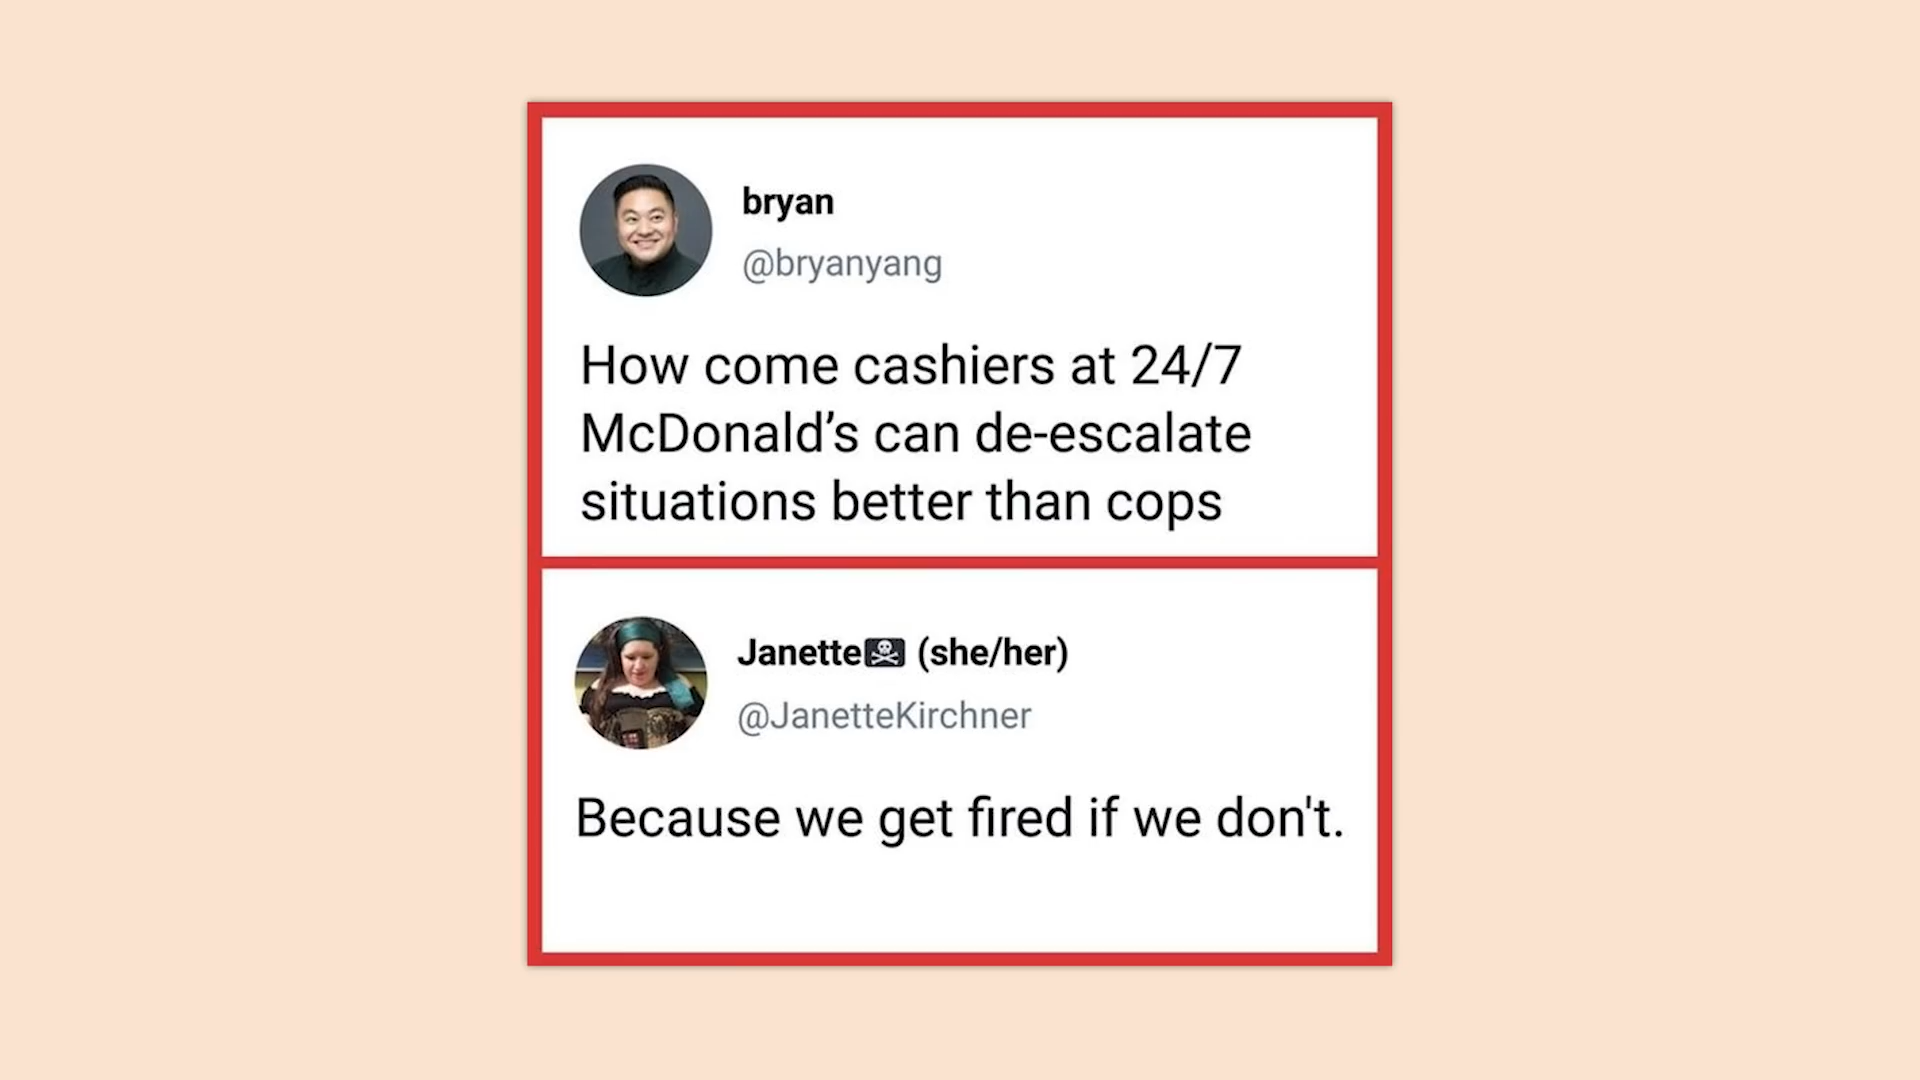 bryan
@bryanyang
How come cashiers at 24/7
McDonald’s can de-escalate
situations better than cops
Janette🏴‍☠️ (she/her)
@JanetteKirchner
Because we get fired if we don't.